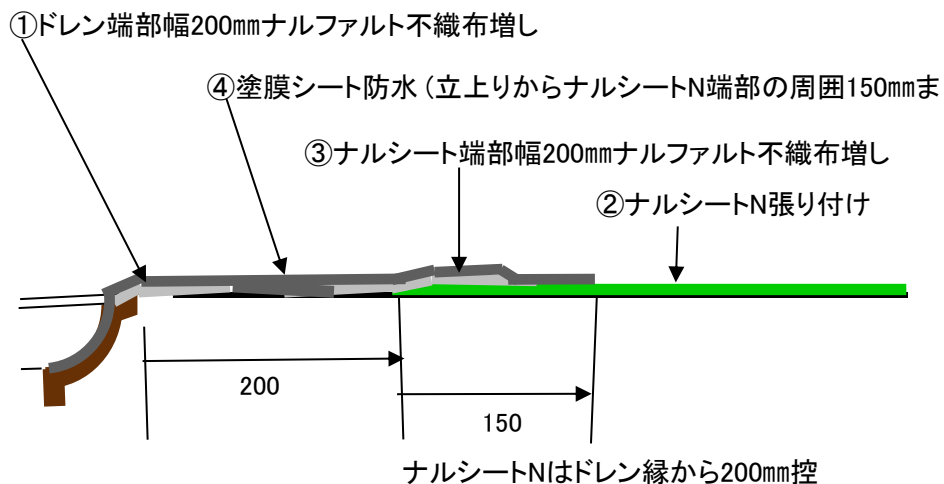 ①ドレン端部幅200㎜ナルファルト不織布増し
④塗膜シート防水（立上りからナルシートN端部の周囲150㎜ま
③ナルシート端部幅200㎜ナルファルト不織布増し
②ナルシートN張り付け
200
150
ナルシートNはドレン縁から200㎜控